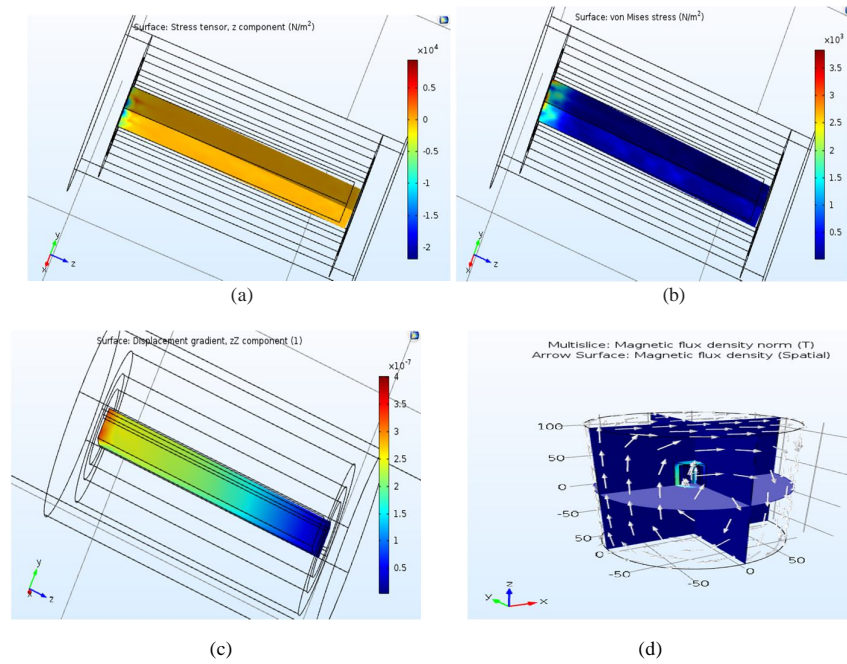 Surface: Stress tensor, z component (N/m²)
×10⁴
0.5
0
-0.5
-1
-1.5
-2
y
x
z
(a)
Surface: von Mises stress (N/m²)
×10³
3.5
3
2.5
2
1.5
1
0.5
y
x
z
(b)
Surface: Displacement gradient, zZ component (1)
×10⁻⁷
4
3.5
3
2.5
2
1.5
1
0.5
y
x
z
(c)
Multislice: Magnetic flux density norm (T)
Arrow Surface: Magnetic flux density (Spatial)
100
50
0
-50
50
0
-50
-50
0
50
z
y
x
(d)